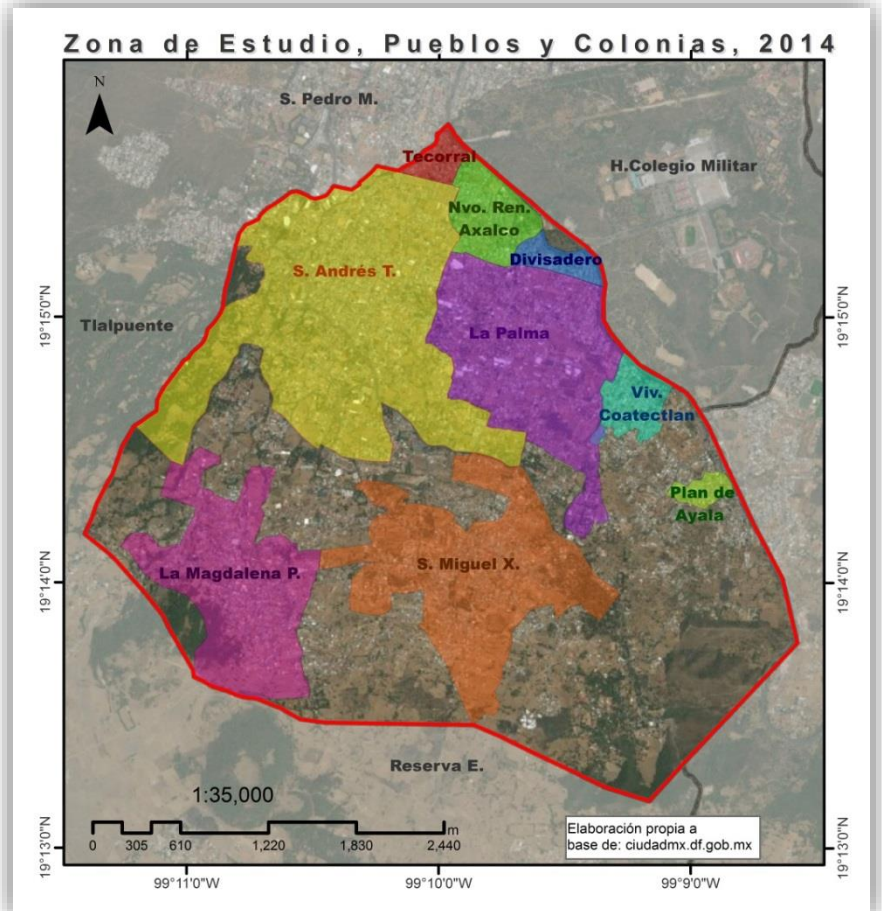 Zona de Estudio, Pueblos y Colonias, 2014
N
S. Pedro M.
Tecorral
H.Colegio Militar
Nvo. Ren.
Axalco
Divisadero
S. Andrés T.
19°15'0"N
19°15'0"N
Tlalpuente
La Palma
Viv.
Coatectlan
Plan de
Ayala
19°14'0"N
19°14'0"N
La Magdalena P.
S. Miguel X.
Reserva E.
1:35,000
m
0 305 610 1,220 1,830 2,440
Elaboración propia a
base de: ciudadmx.df.gob.mx
19°13'0"N
19°13'0"N
99°11'0"W
99°10'0"W
99°9'0"W